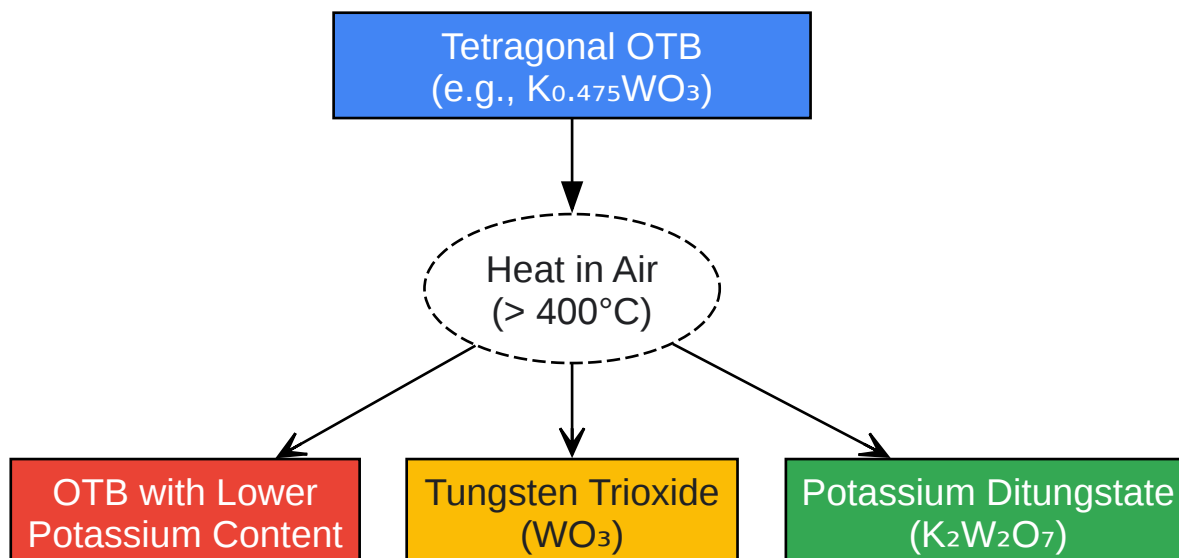 Tetragonal OTB
(e.g., K₀.₄₇₅WO₃)
Heat in Air
(> 400°C)
OTB with Lower
Potassium Content
Tungsten Trioxide
(WO₃)
Potassium Ditungstate
(K₂W₂O₇)